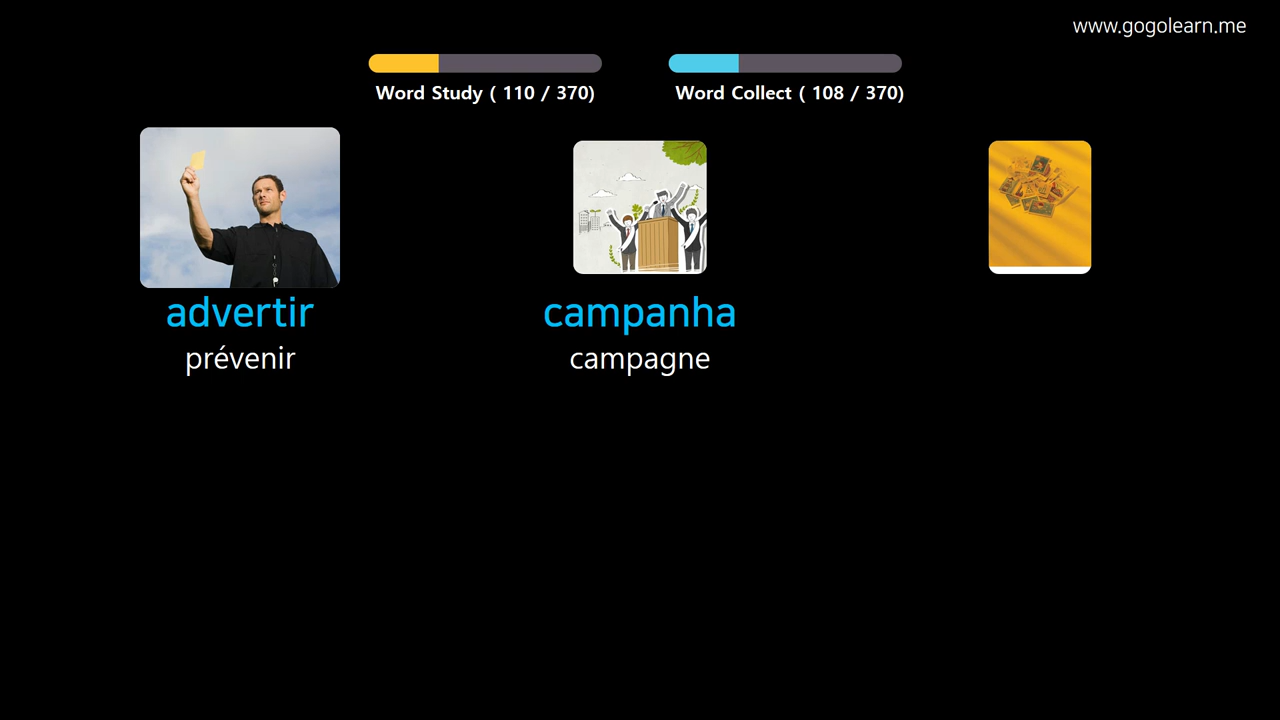 www.gogolearn.me
Word Study ( 110 / 370)
Word Collect ( 108 / 370)
advertir
campanha
prévenir
campagne